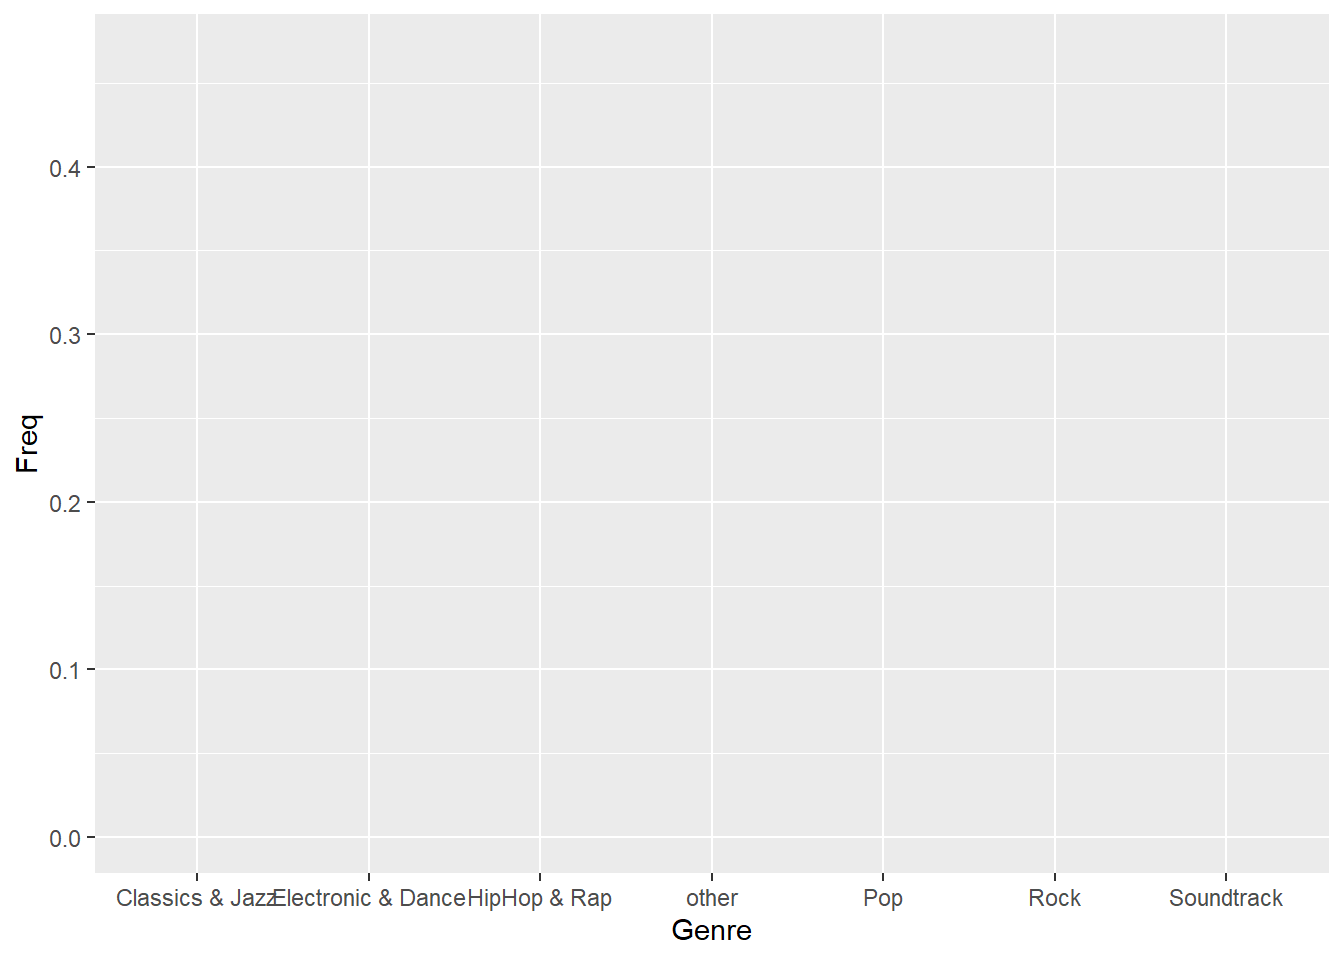 0.4
0.3
Freq
0.2
0.1
0.0
Classics & Jazz Electronic & Dance HipHop & Rap other Pop Rock Soundtrack
Genre